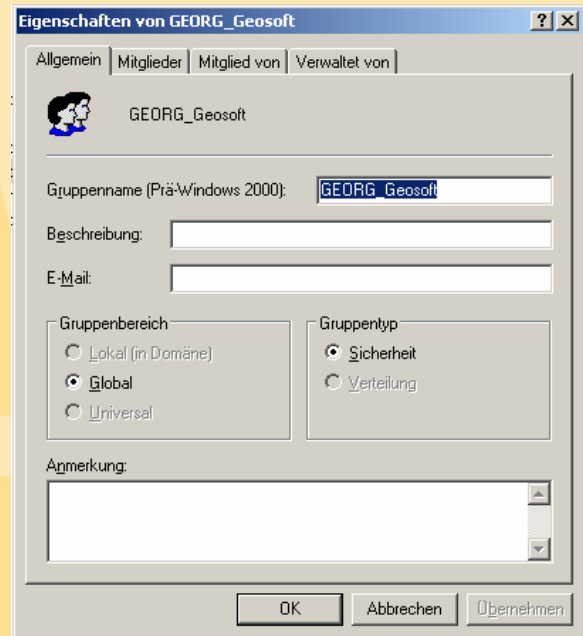 Eigenschaften von GEORG_Geosoft
Allgemein Mitglieder Mitglied von Verwaltet von
GEORG_Geosoft
Gruppenname (Prä-Windows 2000): GEORG_Geosoft
Beschreibung:
E-Mail:
Gruppenbereich
Lokal (in Domäne)
Global
Universal
Gruppentyp
Sicherheit
Verteilung
Anmerkung:
OK Abbrechen Übernehmen